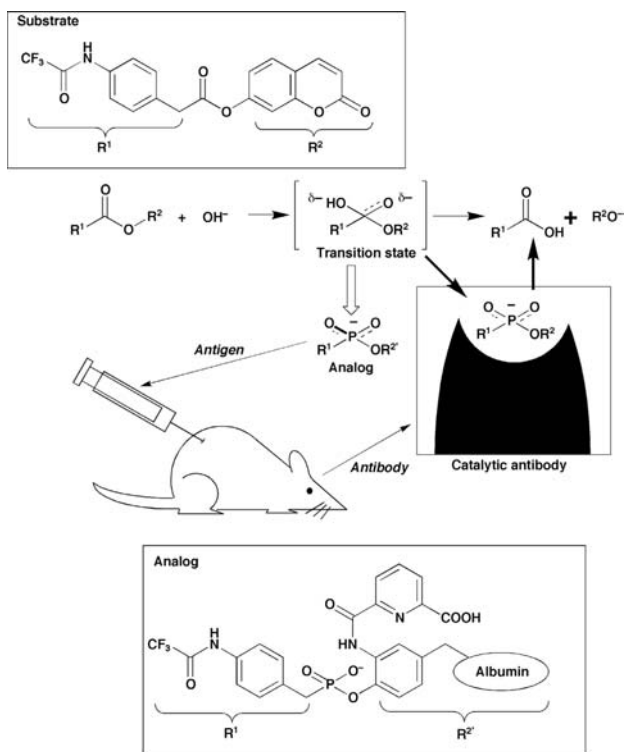 Substrate
CF₃
H
N
O
O
O
O
O
R¹
R²
R¹
O
O
R²
+ OH⁻
δ−
HO
O
δ−
R¹
OR²
Transition state
O
R¹
OH
+ R²O⁻
O
−
O
P
R¹
OR²'
Analog
O
−
O
P
R¹
OR²
Catalytic antibody
Antigen
Antibody
Analog
O
N
COOH
HN
CF₃
H
N
O
O
O⁻
P
O
Albumin
R¹
R²'